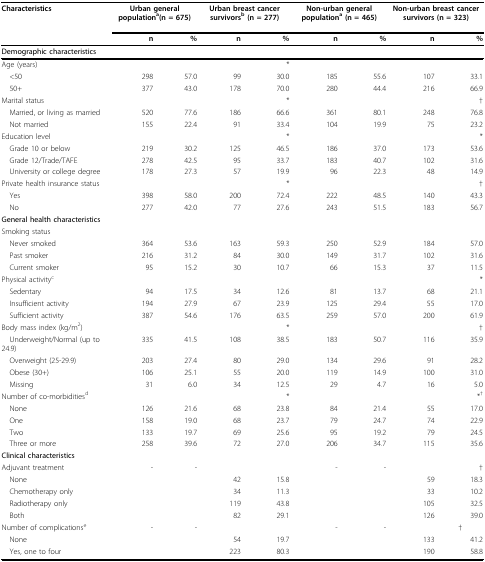 Characteristics Urban general population^a(n = 675) Urban breast cancer survivors^b (n = 277) Non-urban general population^a (n = 465) Non-urban breast cancer survivors (n = 323)
n % n % n % n %
Demographic characteristics
Age (years) *
<50 298 57.0 99 30.0 185 55.6 107 33.1
50+ 377 43.0 178 70.0 280 44.4 216 66.9
Marital status * †
Married, or living as married 520 77.6 186 66.6 361 80.1 248 76.8
Not married 155 22.4 91 33.4 104 19.9 75 23.2
Education level * *
Grade 10 or below 219 30.2 125 46.5 186 37.0 173 53.6
Grade 12/Trade/TAFE 278 42.5 95 33.7 183 40.7 102 31.6
University or college degree 178 27.3 57 19.9 96 22.3 48 14.9
Private health insurance status * †
Yes 398 58.0 200 72.4 222 48.5 140 43.3
No 277 42.0 77 27.6 243 51.5 183 56.7
General health characteristics
Smoking status
Never smoked 364 53.6 163 59.3 250 52.9 184 57.0
Past smoker 216 31.2 84 30.0 149 31.7 102 31.6
Current smoker 95 15.2 30 10.7 66 15.3 37 11.5
Physical activity^c *
Sedentary 94 17.5 34 12.6 81 13.7 68 21.1
Insufficient activity 194 27.9 67 23.9 125 29.4 55 17.0
Sufficient activity 387 54.6 176 63.5 259 57.0 200 61.9
Body mass index (kg/m²) * †
Underweight/Normal (up to 24.9) 335 41.5 108 38.5 183 50.7 116 35.9
Overweight (25-29.9) 203 27.4 80 29.0 134 29.6 91 28.2
Obese (30+) 106 25.1 55 20.0 119 14.9 100 31.0
Missing 31 6.0 34 12.5 29 4.7 16 5.0
Number of co-morbidities^d * *†
None 126 21.6 68 23.8 84 21.4 55 17.0
One 158 19.0 68 23.7 79 24.7 74 22.9
Two 133 19.7 69 25.6 95 19.2 79 24.5
Three or more 258 39.6 72 27.0 206 34.7 115 35.6
Clinical characteristics
Adjuvant treatment - - - - †
None 42 15.8 59 18.3
Chemotherapy only 34 11.3 33 10.2
Radiotherapy only 119 43.8 105 32.5
Both 82 29.1 126 39.0
Number of complications^e - - - - †
None 54 19.7 133 41.2
Yes, one to four 223 80.3 190 58.8